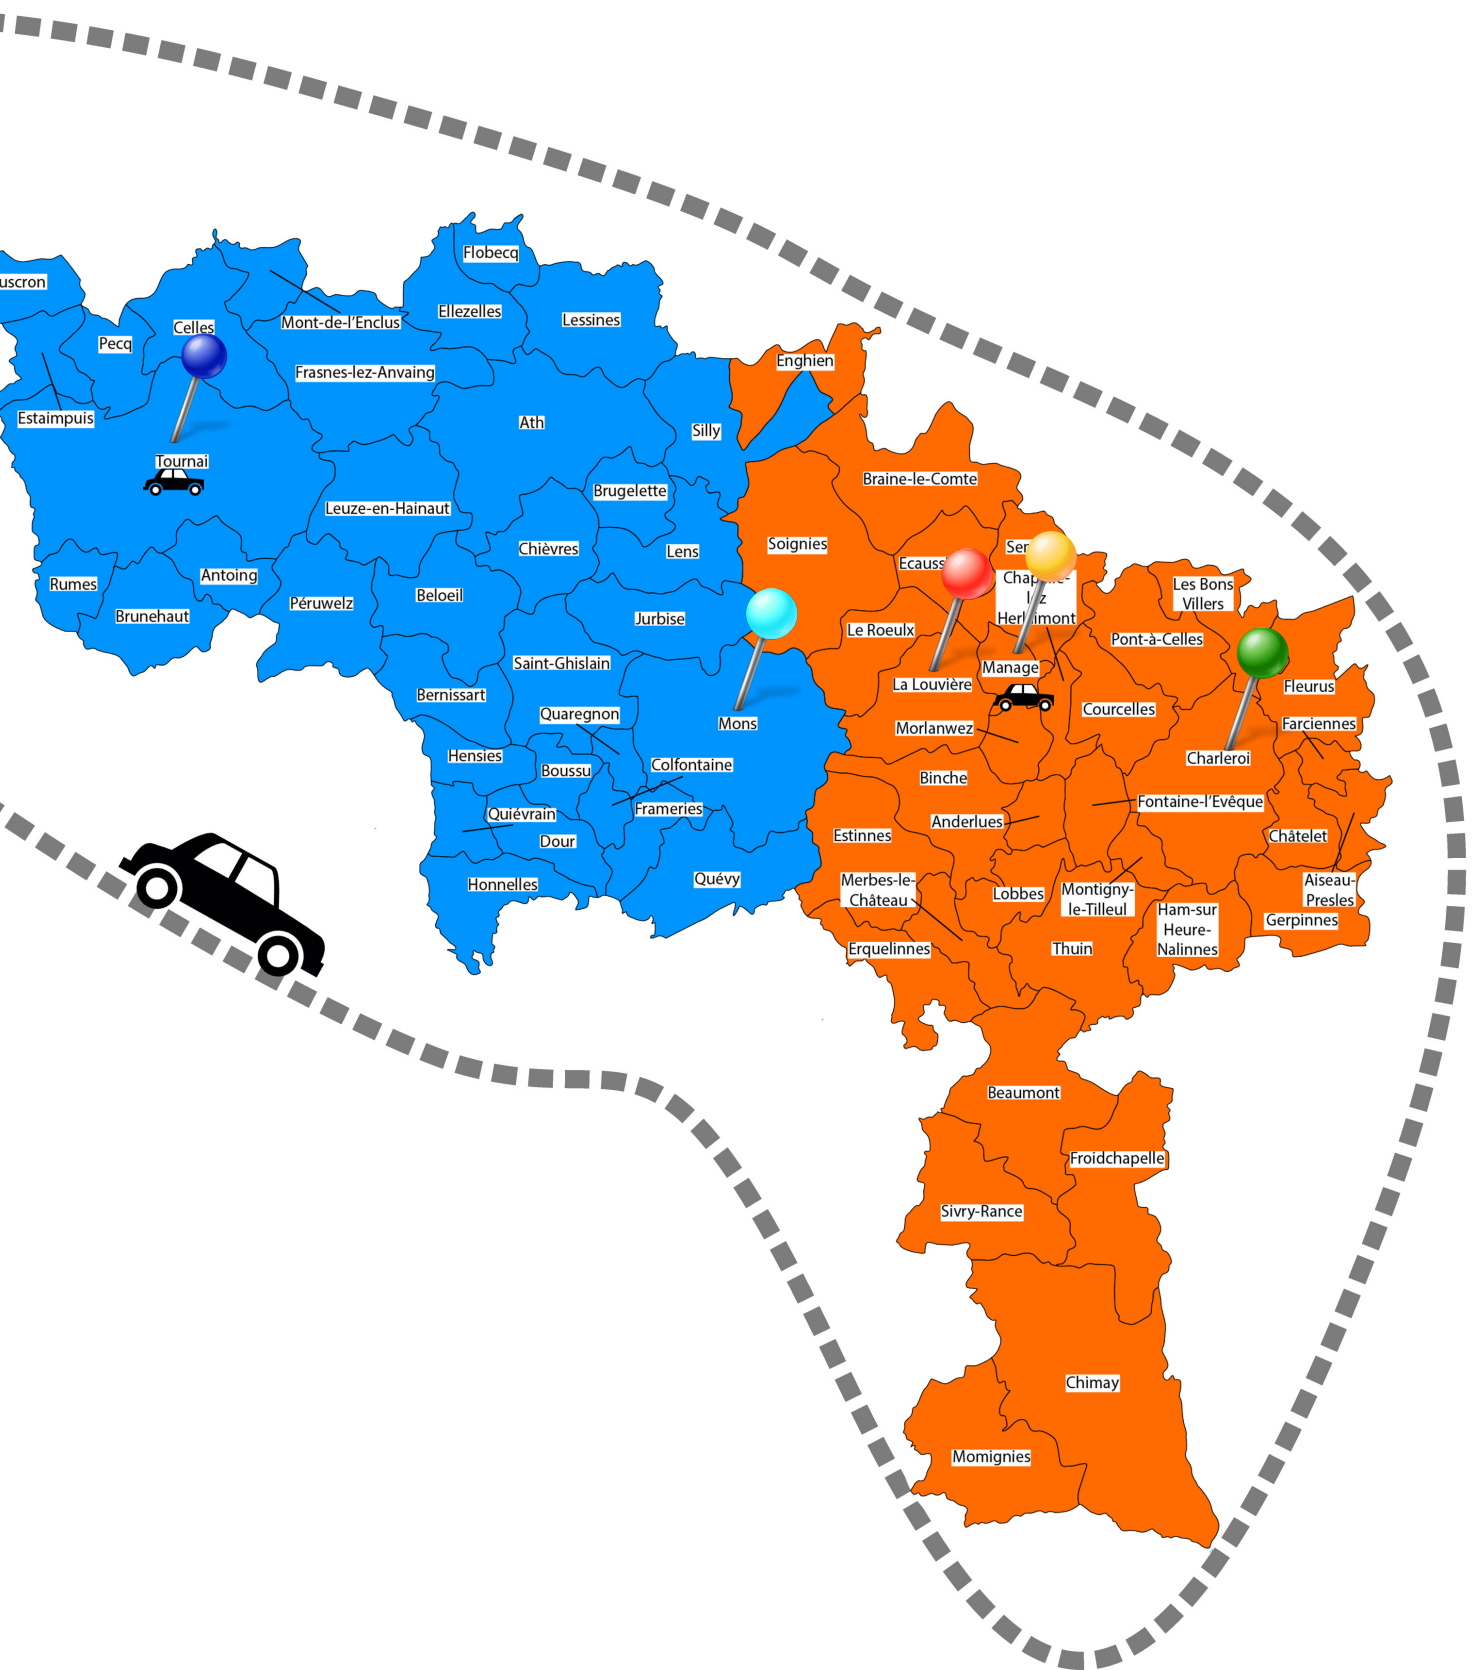 Flobecq
uscron
Ellezelles
Lessines
Mont-de-l'Enclus
Celles
Pecq
Enghien
Frasnes-lez-Anvaing
Estaimpuis
Ath
Silly
Tournai
Braine-le-Comte
Brugelette
Leuze-en-Hainaut
Soignies
Ser
Chièvres
Lens
Ecauss
Antoing
Rumes
Les Bons
Villers
Beloeil
Péruwelz
Brunehaut
Jurbise
Herlaimont
Le Roeulx
Pont-à-Celles
Saint-Ghislain
Manage
La Louvière
Fleurus
Bernissart
Courcelles
Quaregnon
Mons
Farciennes
Morlanwez
Hensies
Charleroi
Colfontaine
Boussu
Binche
Fontaine-l'Evêque
Frameries
Quiévrain
Anderlues
Estinnes
Châtelet
Dour
Quévy
Honnelles
Merbes-le-
Château
Lobbes
Montigny-
le-Tilleul
Aiseau-
Presles
Ham-sur
Heure-
Nalinnes
Gerpinnes
Erquelinnes
Thuin
Beaumont
Froidchapelle
Sivry-Rance
Chimay
Momignies